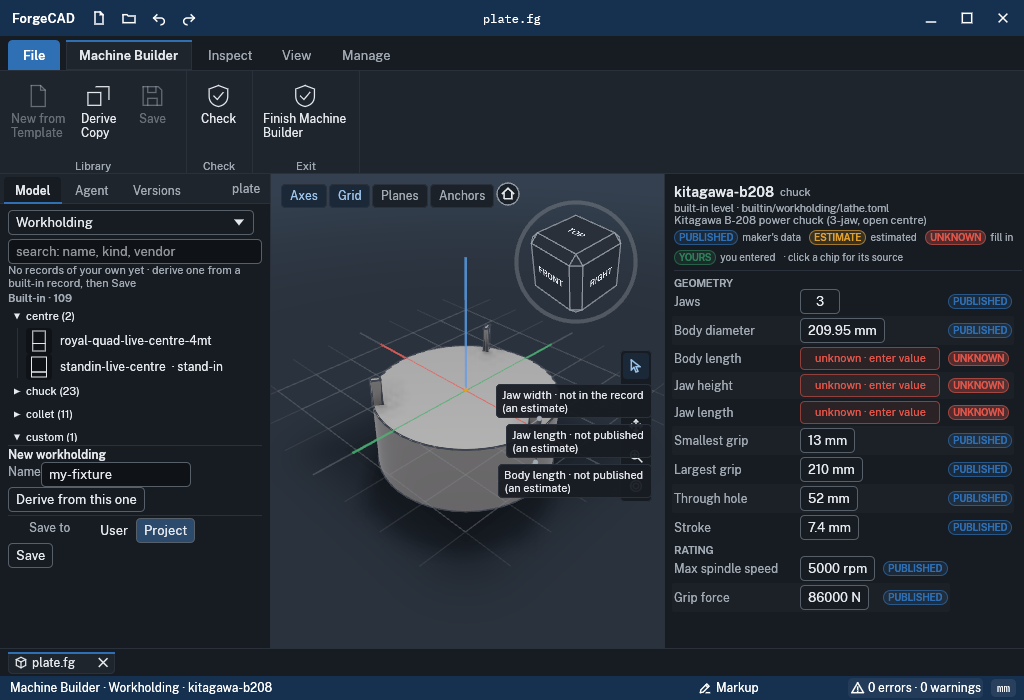 ForgeCAD
plate.fg
File
Machine Builder
Inspect
View
Manage
New from
Template
Derive
Copy
Save
Check
Finish Machine
Builder
Library
Check
Exit
Model
Agent
Versions
plate
Workholding
search: name, kind, vendor
No records of your own yet · derive one from a
built-in record, then Save
Built-in · 109
centre (2)
royal-quad-live-centre-4mt
standin-live-centre · stand-in
chuck (23)
collet (11)
custom (1)
New workholding
Name
my-fixture
Derive from this one
Save to
User
Project
Save
Axes
Grid
Planes
Anchors
TOP
FRONT
RIGHT
Jaw width · not in the record
(an estimate)
Jaw length · not published
(an estimate)
Body length · not published
(an estimate)
kitagawa-b208 chuck
built-in level · builtin/workholding/lathe.toml
Kitagawa B-208 power chuck (3-jaw, open centre)
PUBLISHED maker's data ESTIMATE estimated UNKNOWN fill in
YOURS you entered · click a chip for its source
GEOMETRY
Jaws 3 PUBLISHED
Body diameter 209.95 mm PUBLISHED
Body length unknown · enter value UNKNOWN
Jaw height unknown · enter value UNKNOWN
Jaw length unknown · enter value UNKNOWN
Smallest grip 13 mm PUBLISHED
Largest grip 210 mm PUBLISHED
Through hole 52 mm PUBLISHED
Stroke 7.4 mm PUBLISHED
RATING
Max spindle speed 5000 rpm PUBLISHED
Grip force 86000 N PUBLISHED
plate.fg
Machine Builder · Workholding · kitagawa-b208
Markup
0 errors · 0 warnings
mm